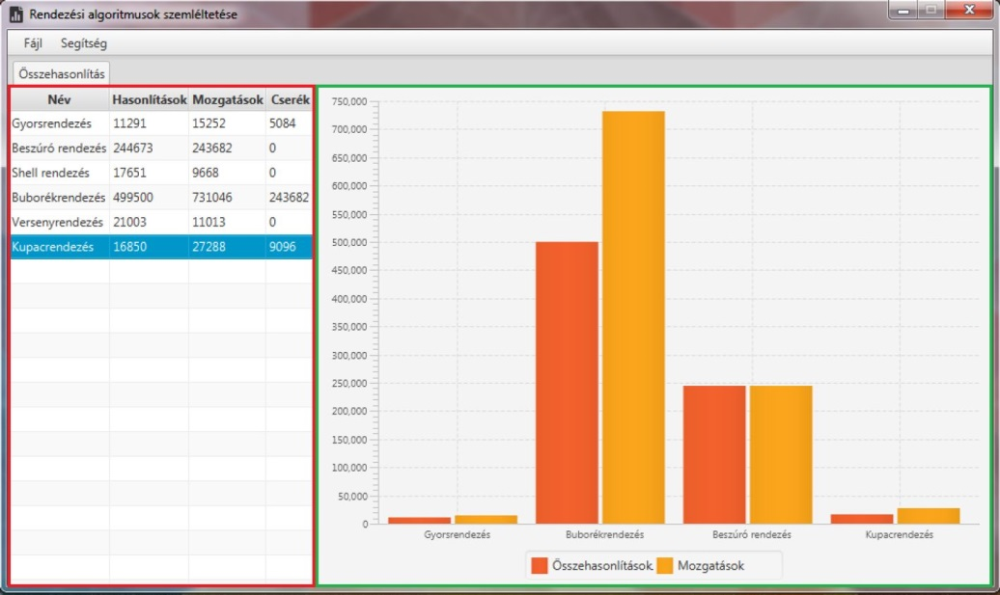 Rendezési algoritmusok szemléltetése
Fájl Segítség
Összehasonlítás
Név Hasonlítások Mozgatások Cserék
Gyorsrendezés 11291 15252 5084
Beszúró rendezés 244673 243682 0
Shell rendezés 17651 9668 0
Buborékrendezés 499500 731046 243682
Versenyrendezés 21003 11013 0
Kupacrendezés 16850 27288 9096
750,000
700,000
650,000
600,000
550,000
500,000
450,000
400,000
350,000
300,000
250,000
200,000
150,000
100,000
50,000
0
Gyorsrendezés Buborékrendezés Beszúró rendezés Kupacrendezés
Összehasonlítások Mozgatások